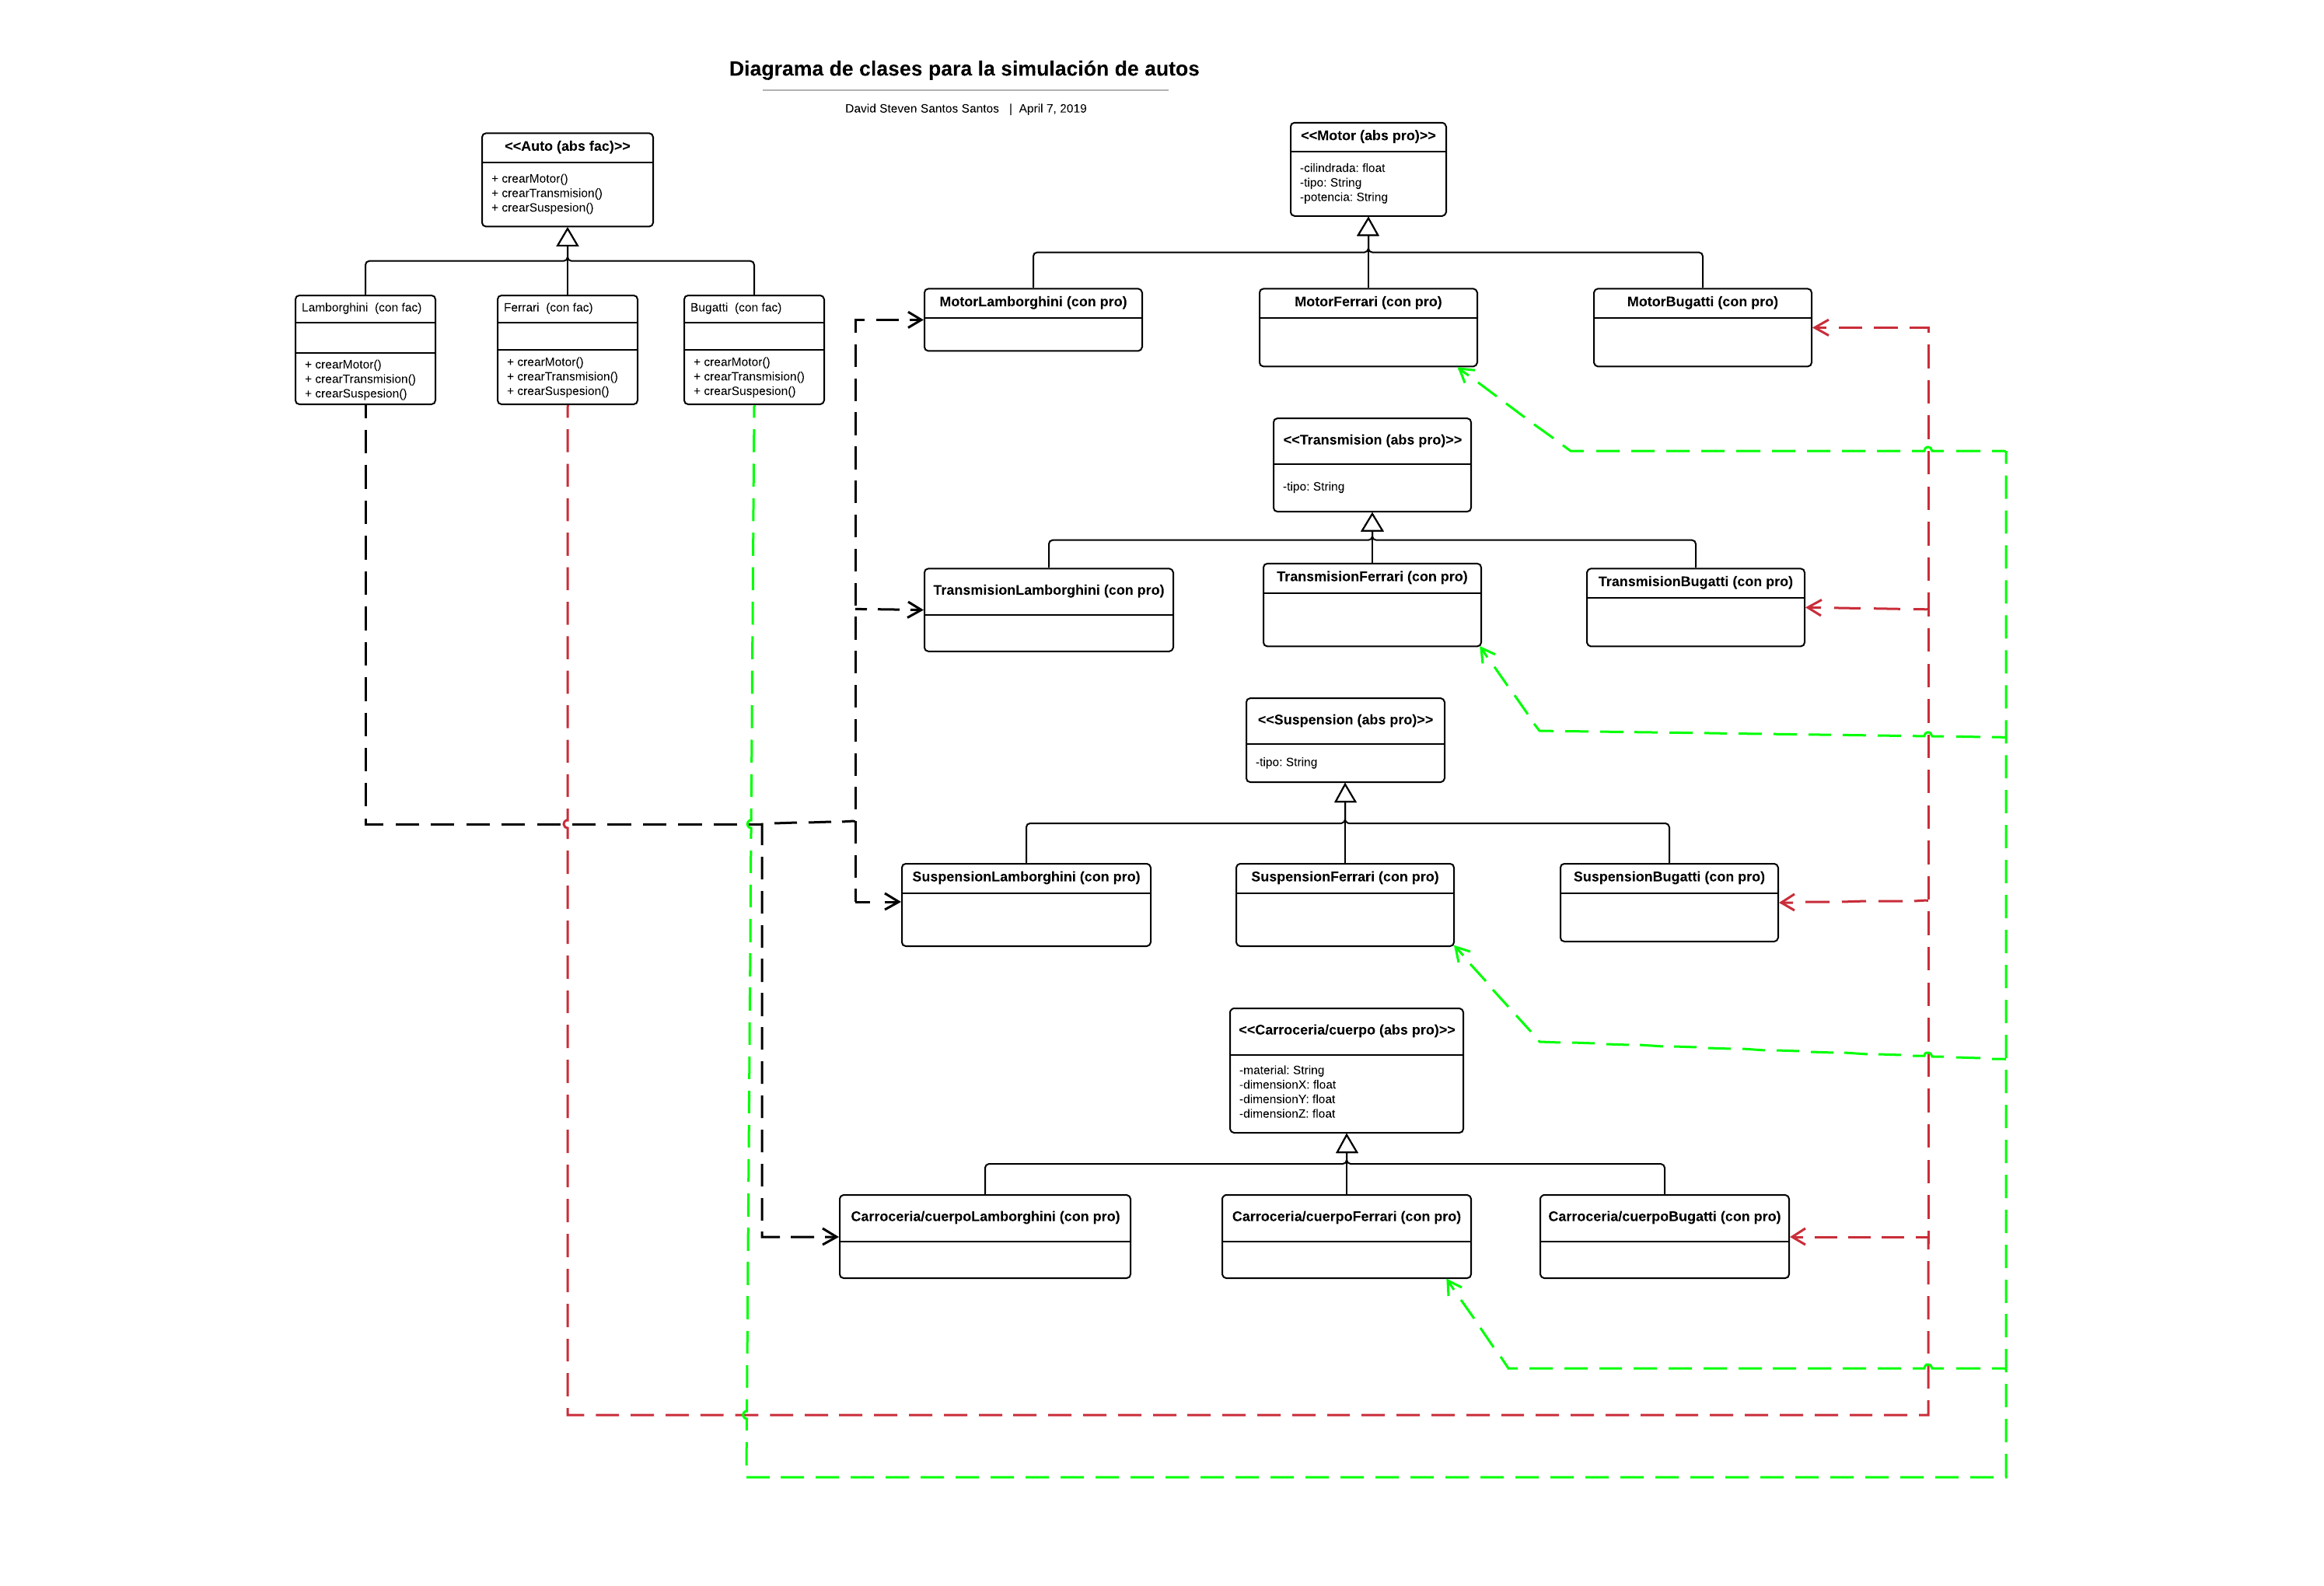 Diagrama de clases para la simulación de autos
David Steven Santos Santos | April 7, 2019
<<Auto (abs fac)>>
+ crearMotor()
+ crearTransmision()
+ crearSuspesion()
Lamborghini (con fac)
+ crearMotor()
+ crearTransmision()
+ crearSuspesion()
Ferrari (con fac)
+ crearMotor()
+ crearTransmision()
+ crearSuspesion()
Bugatti (con fac)
+ crearMotor()
+ crearTransmision()
+ crearSuspesion()
<<Motor (abs pro)>>
-cilindrada: float
-tipo: String
-potencia: String
MotorLamborghini (con pro)
MotorFerrari (con pro)
MotorBugatti (con pro)
<<Transmision (abs pro)>>
-tipo: String
TransmisionLamborghini (con pro)
TransmisionFerrari (con pro)
TransmisionBugatti (con pro)
<<Suspension (abs pro)>>
-tipo: String
SuspensionLamborghini (con pro)
SuspensionFerrari (con pro)
SuspensionBugatti (con pro)
<<Carroceria/cuerpo (abs pro)>>
-material: String
-dimensionX: float
-dimensionY: float
-dimensionZ: float
Carroceria/cuerpoLamborghini (con pro)
Carroceria/cuerpoFerrari (con pro)
Carroceria/cuerpoBugatti (con pro)